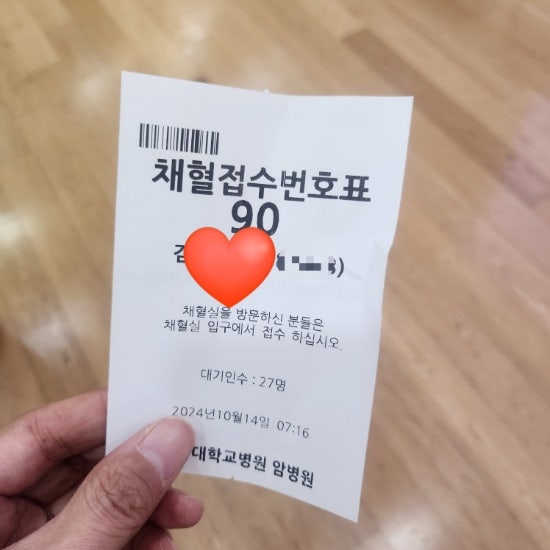 채혈접수번호표
90
채혈실을 방문하신 분들은
채혈실 입구에서 접수 하십시오.
대기인수 : 27명
2024년10월14일 07:16
대학교병원 암병원